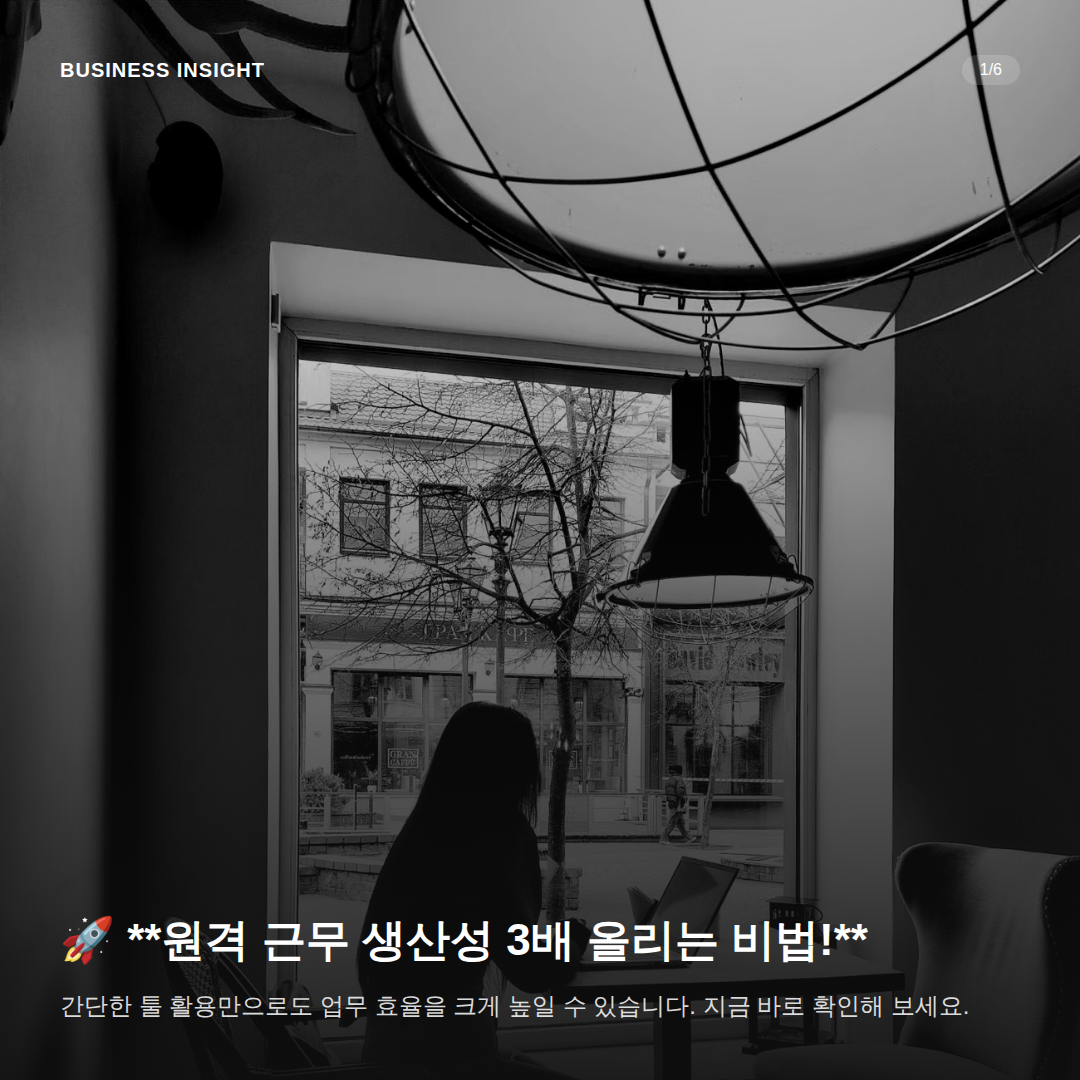 BUSINESS INSIGHT
1/6
GRAN
CAFFÈ
🚀 **원격 근무 생산성 3배 올리는 비법!**
간단한 툴 활용만으로도 업무 효율을 크게 높일 수 있습니다. 지금 바로 확인해 보세요.